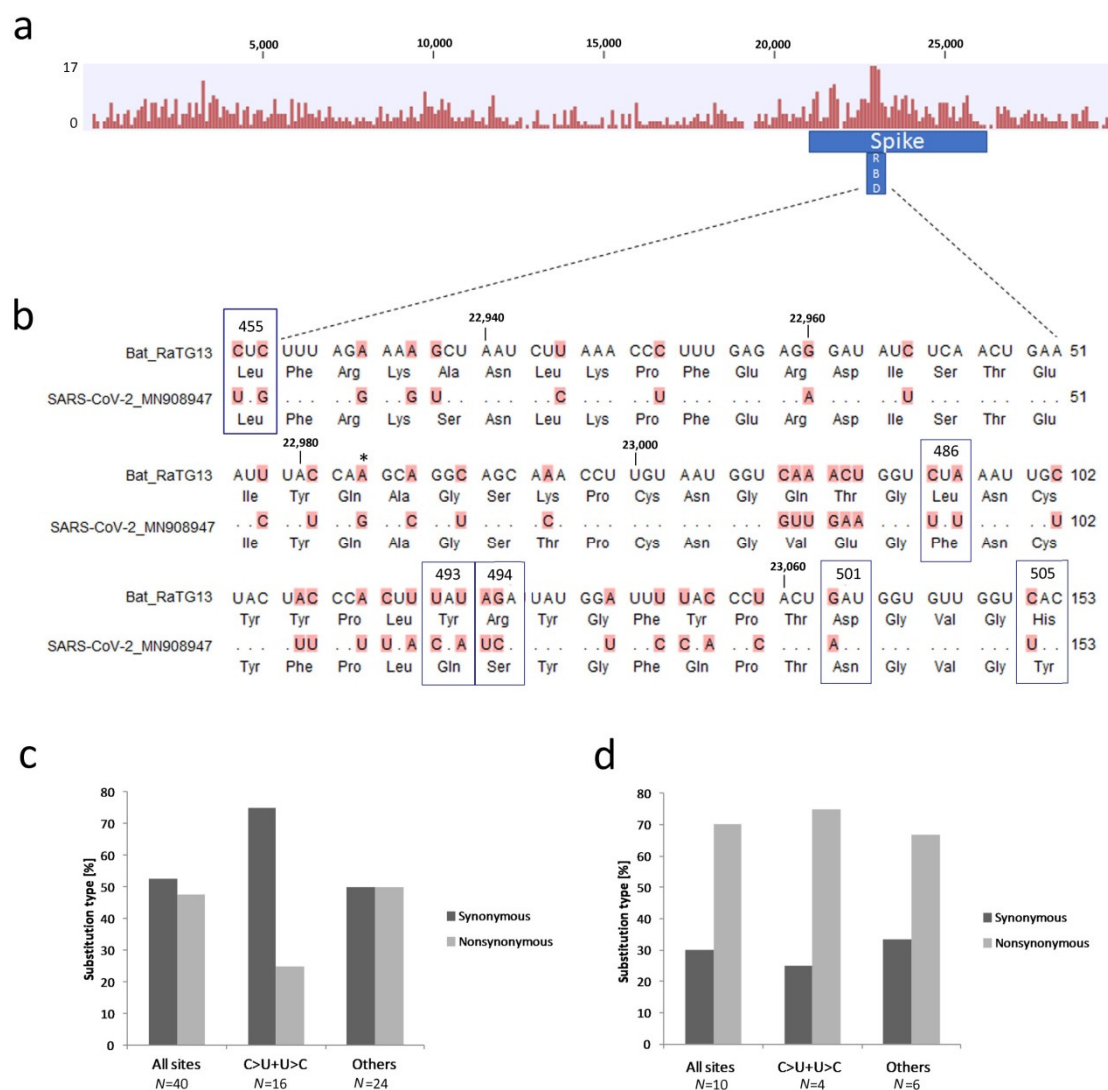 a
5,000 10,000 15,000 20,000 25,000
17
0
Spike
R
B
D
b
455 22,940 22,960
Bat_RaTG13 CUC UUU AGA AAA GCU AAU CUU AAA CCC UUU GAG AGG GAU AUC UCA ACU GAA 51
Leu Phe Arg Lys Ala Asn Leu Lys Pro Phe Glu Arg Asp Ile Ser Thr Glu
SARS-CoV-2_MN908947 U.G ... ..G ..G U.. ... ..C ... ..U ... ... ..A ... ..U ... ... ... 51
Leu Phe Arg Lys Ser Asn Leu Lys Pro Phe Glu Arg Asp Ile Ser Thr Glu
22,980 * 23,000 486
Bat_RaTG13 AUU UAC CAA GCA GGC AGC AAA CCU UGU AAU GGU CAA ACU GGU CUA AAU UGC 102
Ile Tyr Gln Ala Gly Ser Lys Pro Cys Asn Gly Gln Thr Gly Leu Asn Cys
SARS-CoV-2_MN908947 ..C ..U ..G ..C ..U ... .C. ... ... ... ... GUU GAA ... U.U ... ..U 102
Ile Tyr Gln Ala Gly Ser Thr Pro Cys Asn Gly Val Glu Gly Phe Asn Cys
493 494 23,060 501 505
Bat_RaTG13 UAC UAC CCA CUU UAU AGA UAU GGA UUU UAC CCU ACU GAU GGU GUU GGU CAC 153
Tyr Tyr Pro Leu Tyr Arg Tyr Gly Phe Tyr Pro Thr Asp Gly Val Gly His
SARS-CoV-2_MN908947 ... .UU ..U U.A C.A UC. ... ..U ..C C.A ..C ... A.. ... ... ... U.. 153
Tyr Phe Pro Leu Gln Ser Tyr Gly Phe Gln Pro Thr Asn Gly Val Gly Tyr
c
Substitution type [%]
80
70
60
50
40
30
20
10
0
Synonymous
Nonsynonymous
All sites C>U+U>C Others
N=40 N=16 N=24
d
Substitution type [%]
80
70
60
50
40
30
20
10
0
Synonymous
Nonsynonymous
All sites C>U+U>C Others
N=10 N=4 N=6